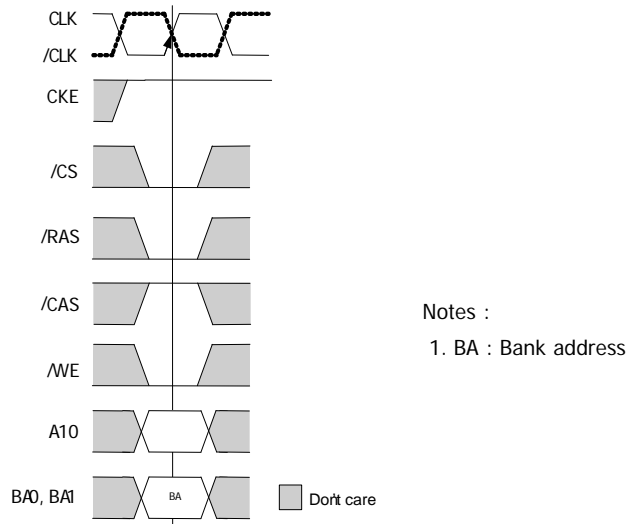 CLK
/CLK
CKE
/CS
/RAS
/CAS
/WE
A10
BA0, BA1
BA
Don't care
Notes :
1. BA : Bank address